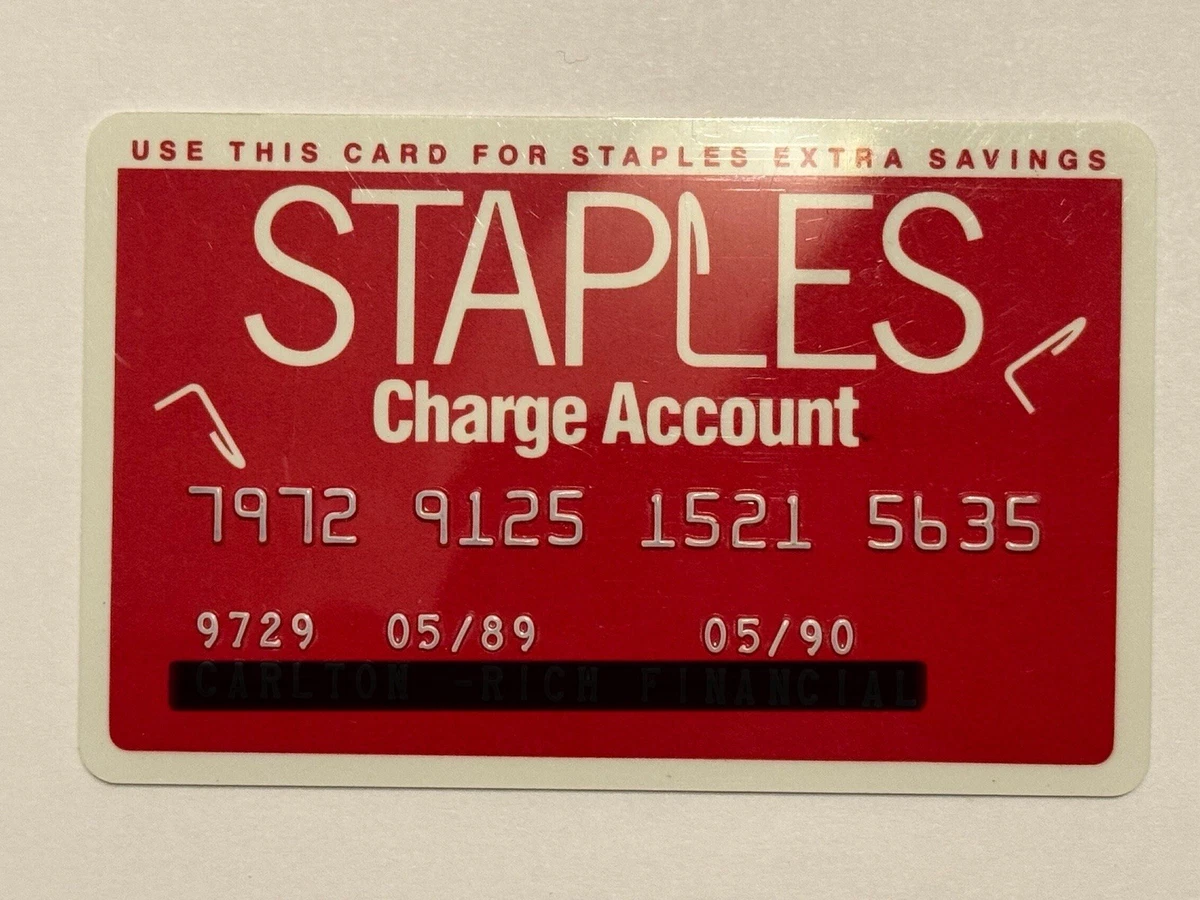 USE THIS CARD FOR STAPLES EXTRA SAVINGS
STAPLES
Charge Account
7972 9125 1521 5635
9729 05/89 05/90